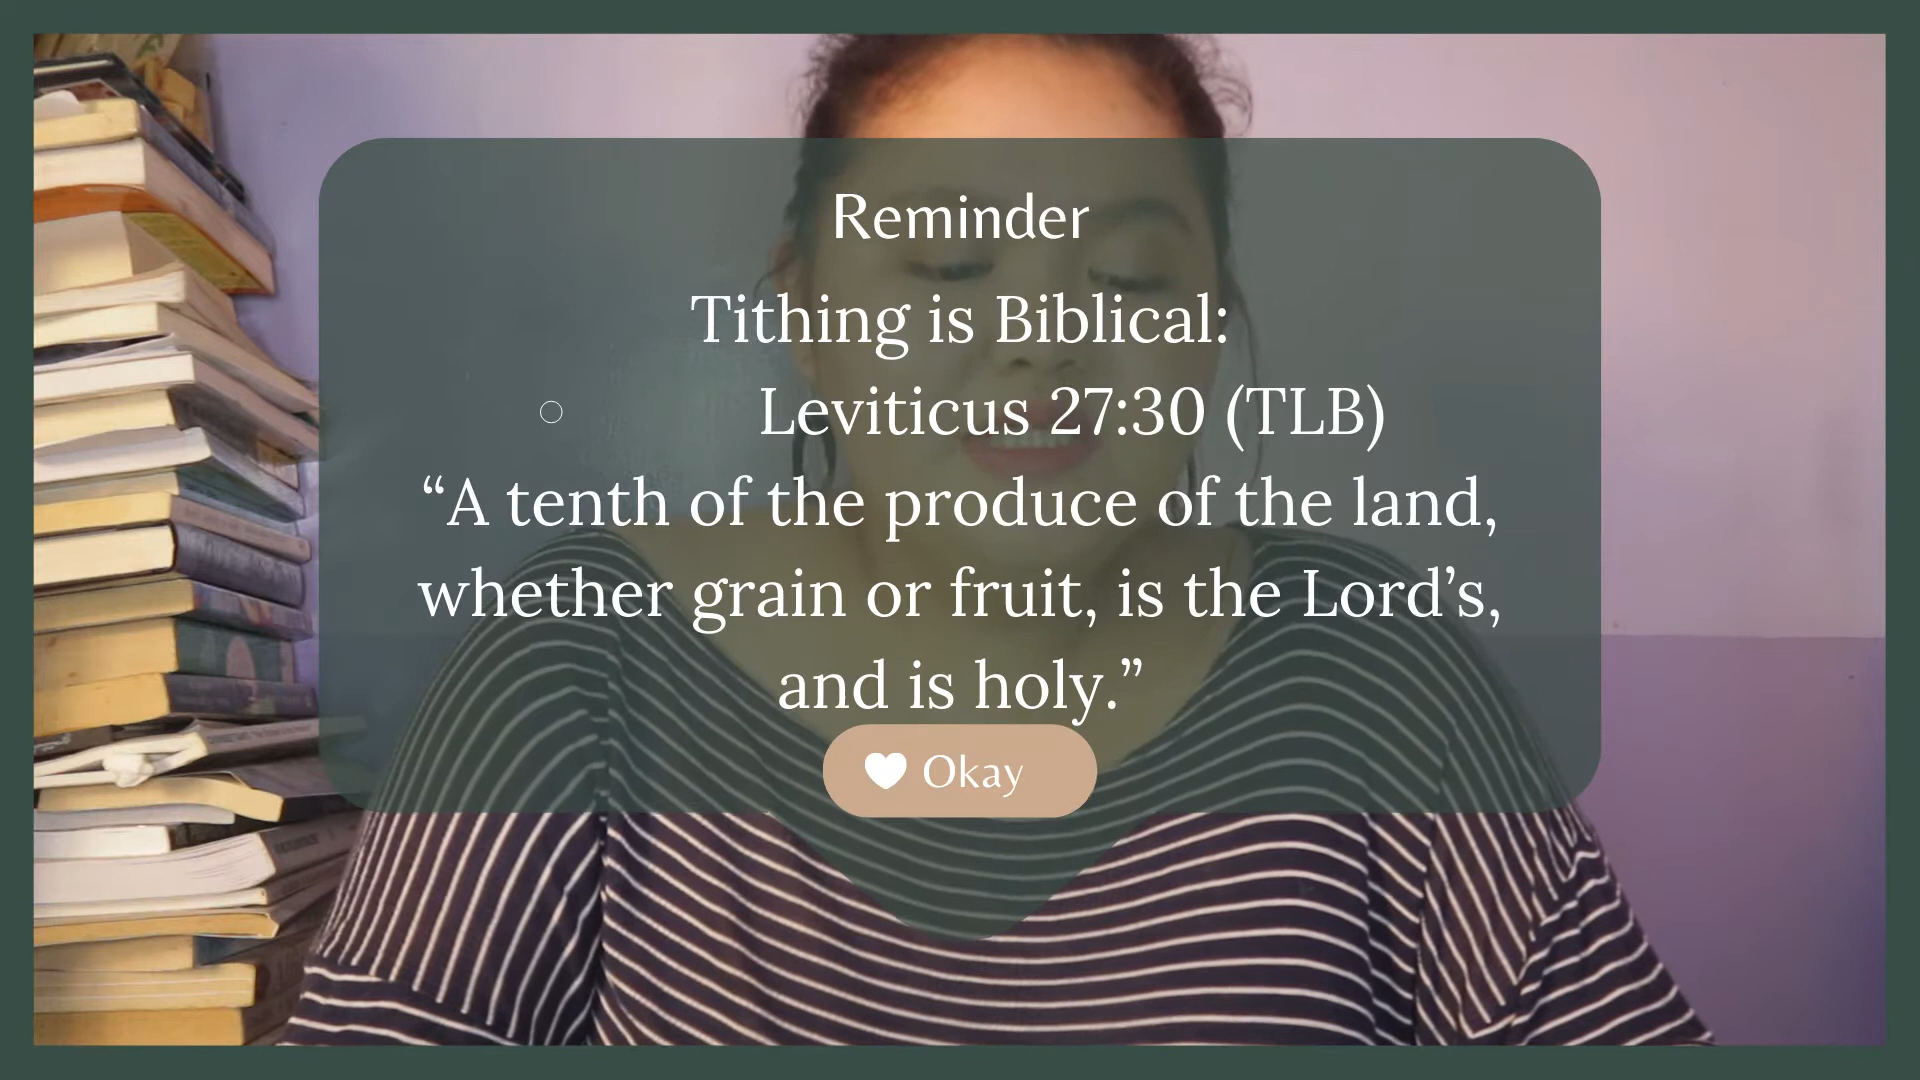 Reminder
Tithing is Biblical:
○ Leviticus 27:30 (TLB)
“A tenth of the produce of the land,
whether grain or fruit, is the Lord’s,
and is holy.”
Okay